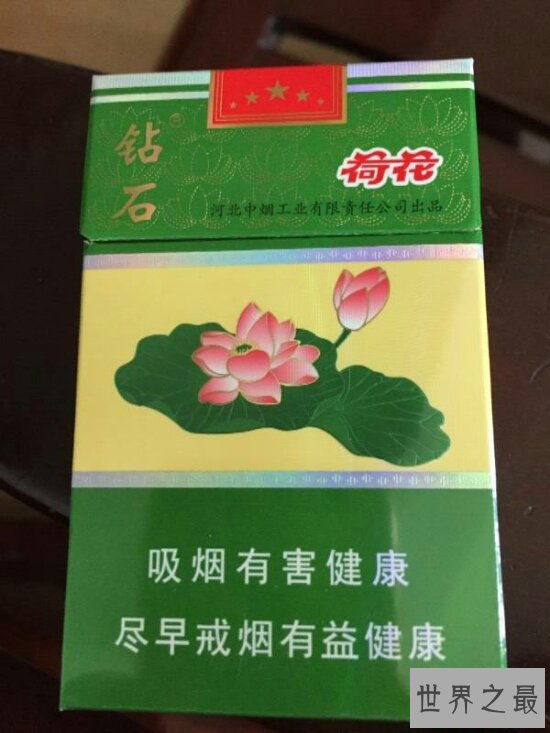 钻石
荷花
河北中烟工业有限责任公司出品
吸烟有害健康
尽早戒烟有益健康
世界之最